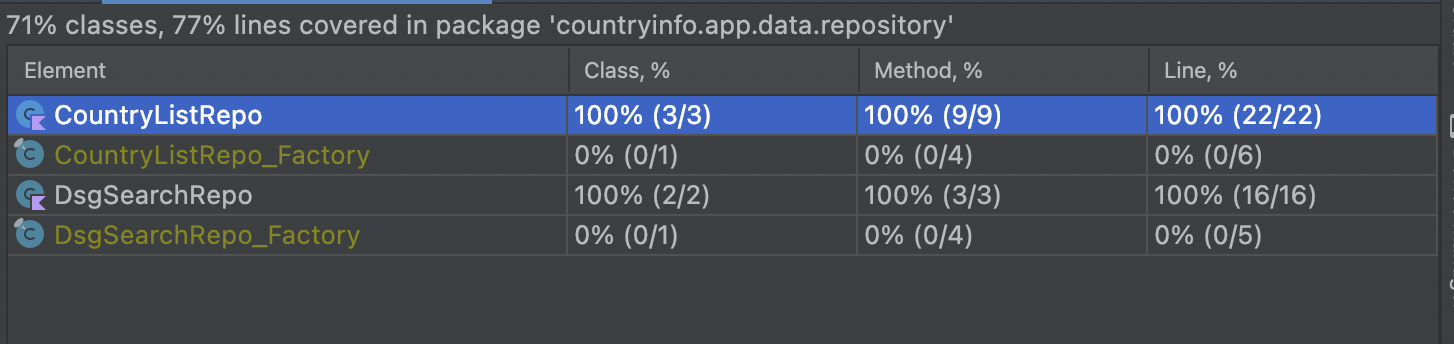 71% classes, 77% lines covered in package 'countryinfo.app.data.repository'
Element Class, % Method, % Line, %
CountryListRepo 100% (3/3) 100% (9/9) 100% (22/22)
CountryListRepo_Factory 0% (0/1) 0% (0/4) 0% (0/6)
DsgSearchRepo 100% (2/2) 100% (3/3) 100% (16/16)
DsgSearchRepo_Factory 0% (0/1) 0% (0/4) 0% (0/5)